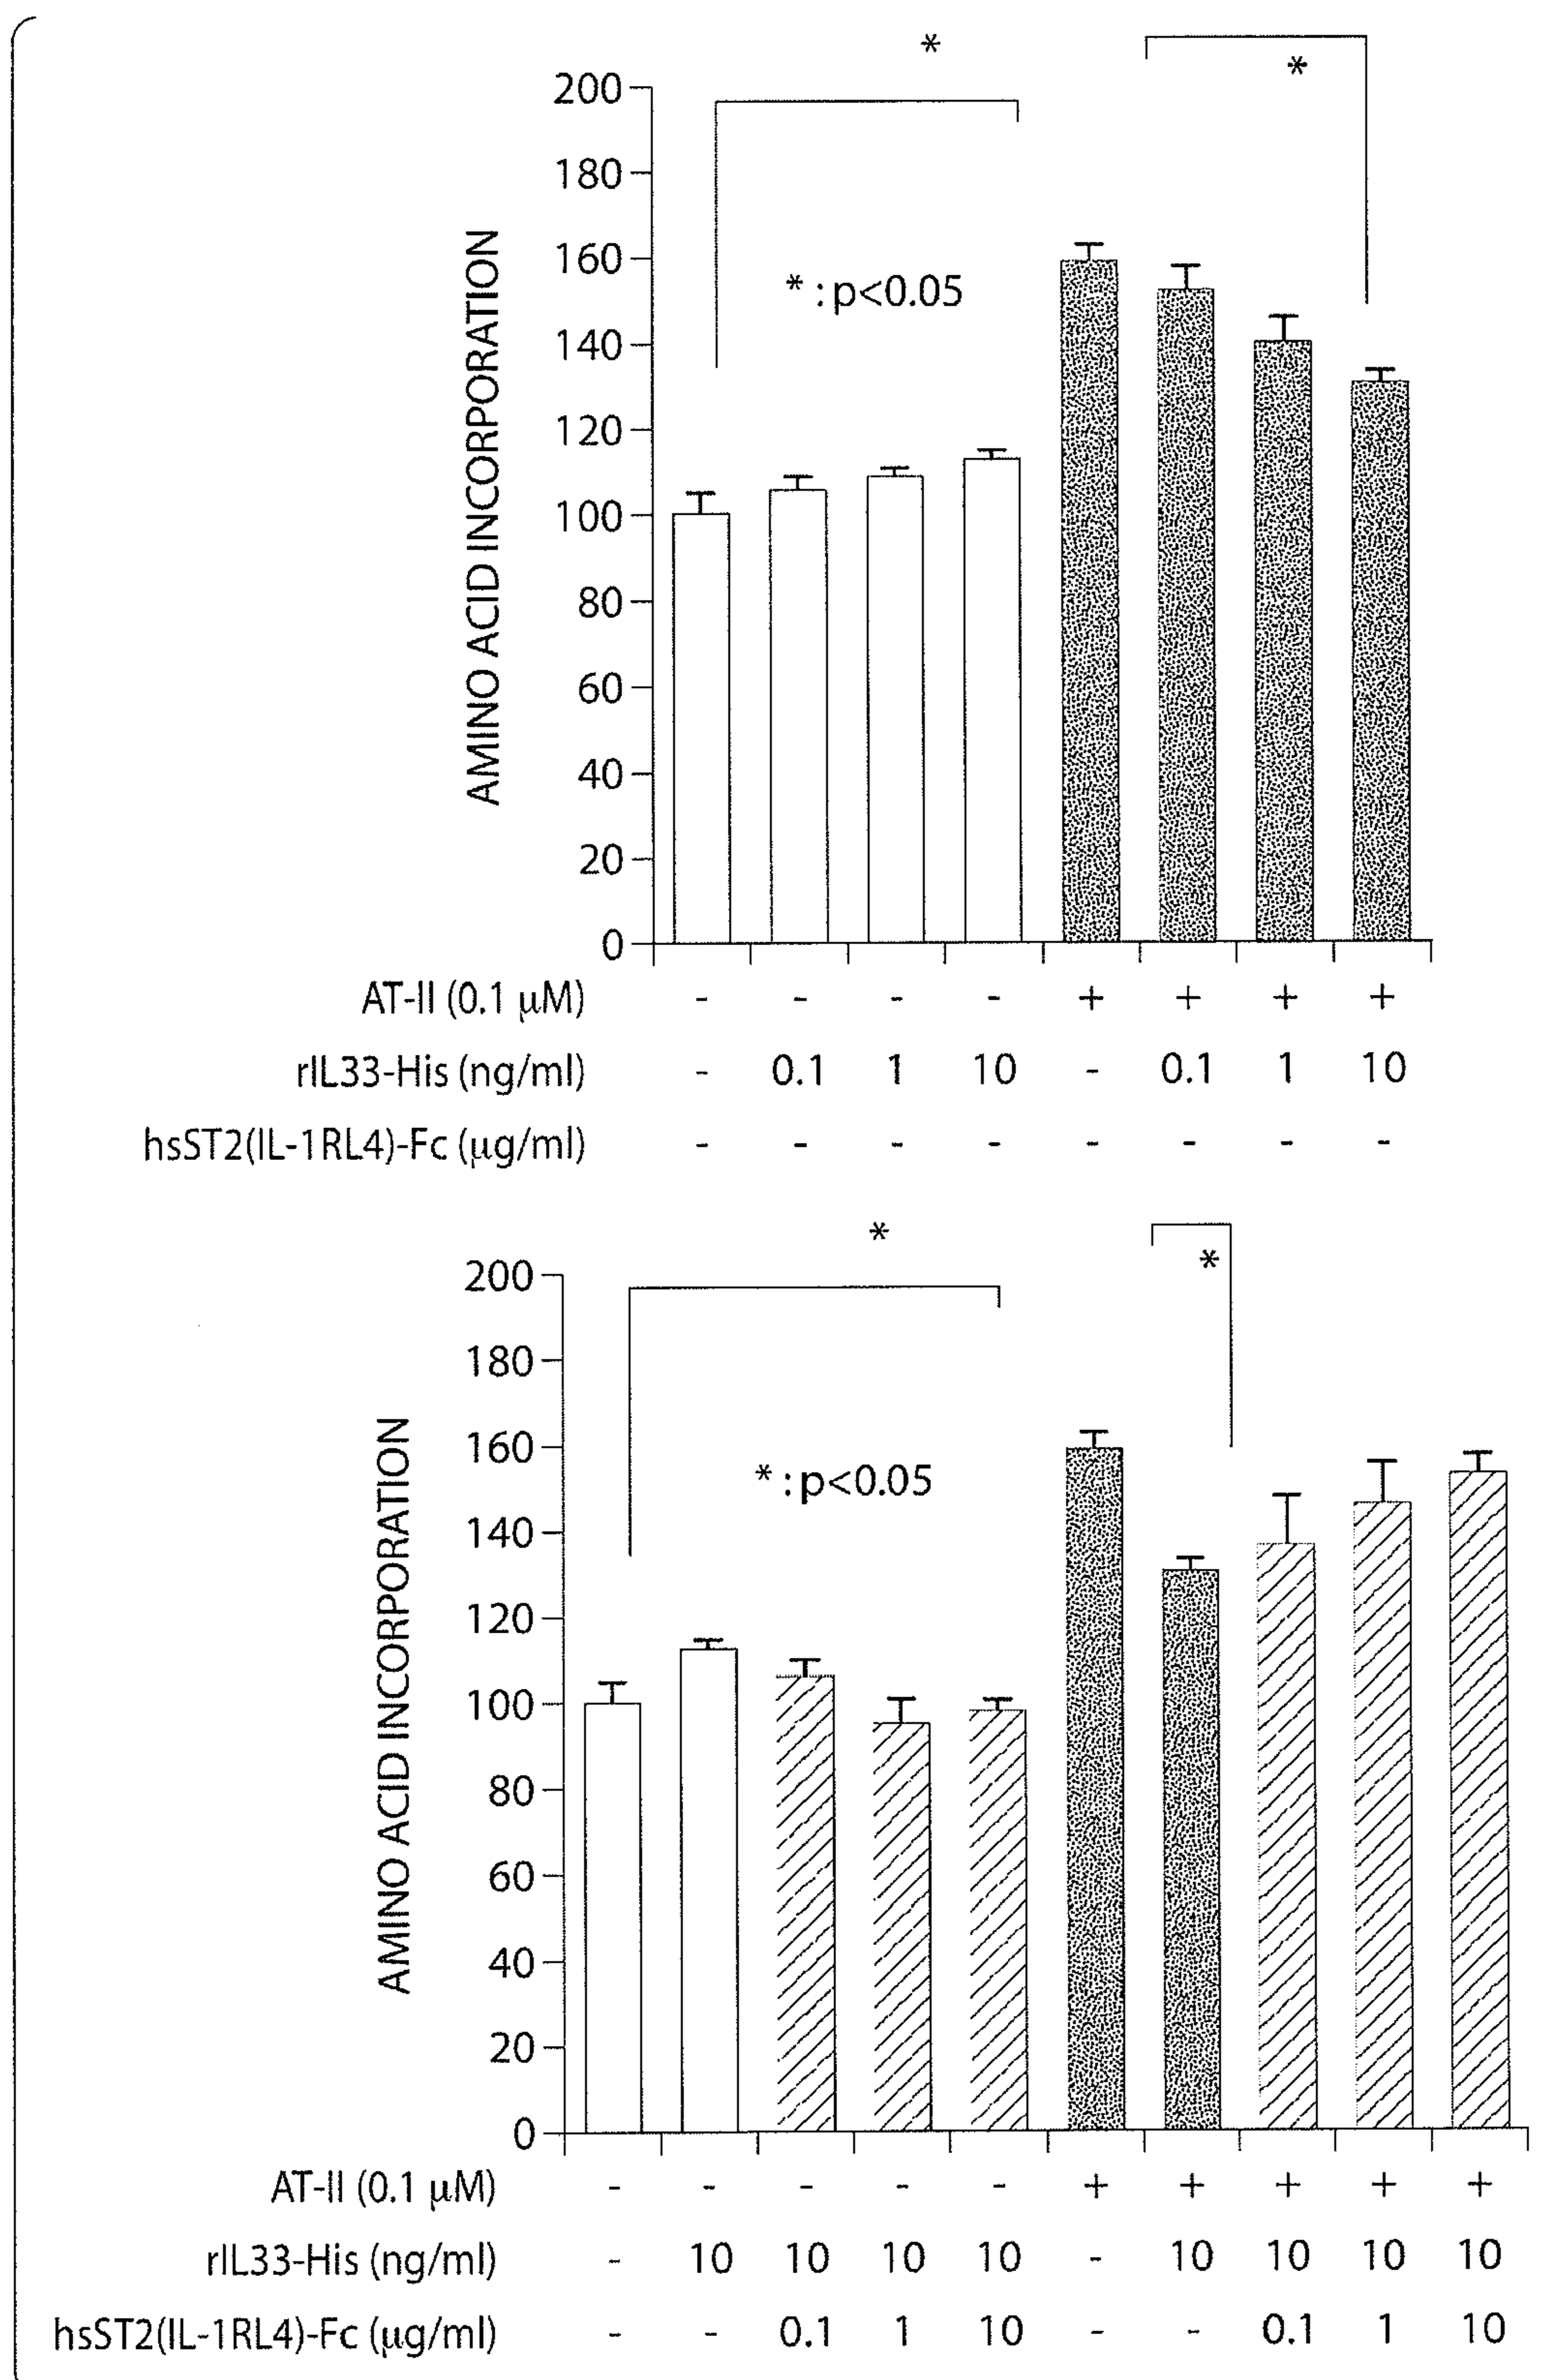 *
*
200
180
160
140
120
100
80
60
40
20
0
AMINO ACID INCORPORATION
* : p<0.05
AT-II (0.1 μM) - - - - + + + +
rIL33-His (ng/ml) - 0.1 1 10 - 0.1 1 10
hsST2(IL-1RL4)-Fc (μg/ml) - - - - - - - -
*
*
200
180
160
140
120
100
80
60
40
20
0
AMINO ACID INCORPORATION
* : p<0.05
AT-II (0.1 μM) - - - - - + + + + +
rIL33-His (ng/ml) - 10 10 10 10 - 10 10 10 10
hsST2(IL-1RL4)-Fc (μg/ml) - - 0.1 1 10 - - 0.1 1 10